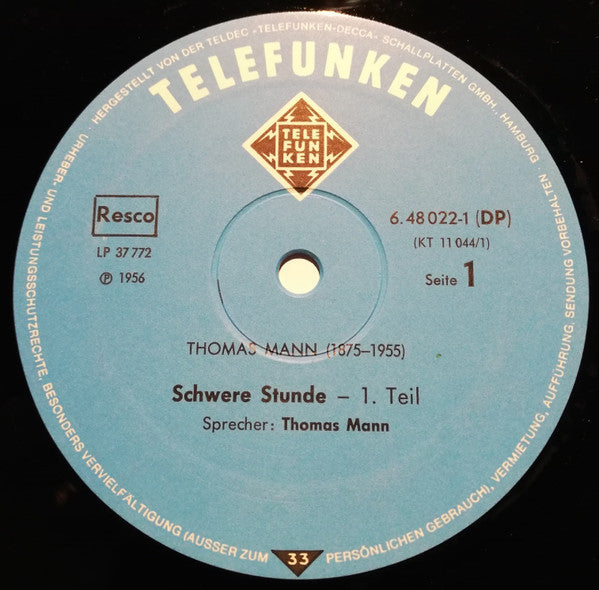 HERGESTELLT VON DER TELDEC »TELEFUNKEN-DECCA« SCHALLPLATTEN GMBH., HAMBURG
TELEFUNKEN
TELE
FUN
KEN
Resco
LP 37 772
℗ 1956
6.48 022-1 (DP)
(KT 11 044/1)
Seite 1
THOMAS MANN (1875–1955)
Schwere Stunde – 1. Teil
Sprecher: Thomas Mann
URHEBER- UND LEISTUNGSSCHUTZRECHTE, BESONDERS VERVIELFÄLTIGUNG (AUSSER ZUM PERSÖNLICHEN GEBRAUCH), VERMIETUNG, AUFFÜHRUNG, SENDUNG VORBEHALTEN
33